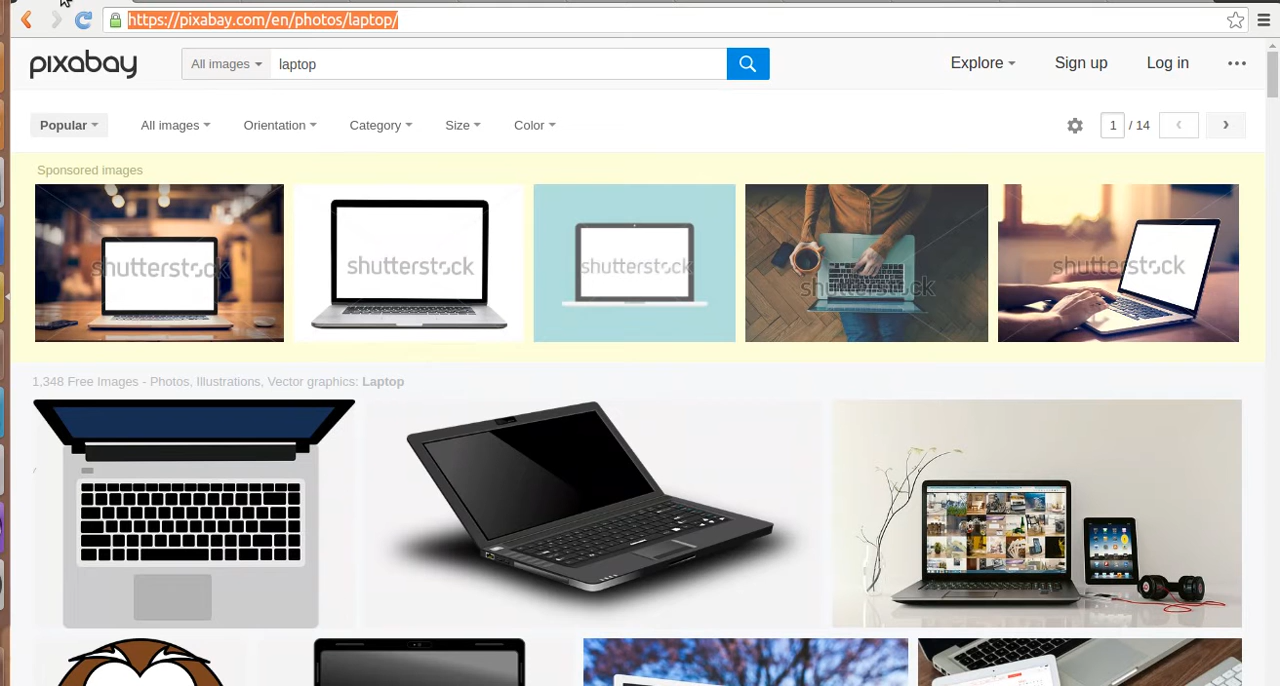 https://pixabay.com/en/photos/laptop/
pixabay
All images
laptop
Explore
Sign up
Log in
Popular
All images
Orientation
Category
Size
Color
1 / 14
Sponsored images
shutterstock
shutterstock
shutterstock
shutterstock
shutterstock
1,348 Free Images - Photos, Illustrations, Vector graphics: Laptop